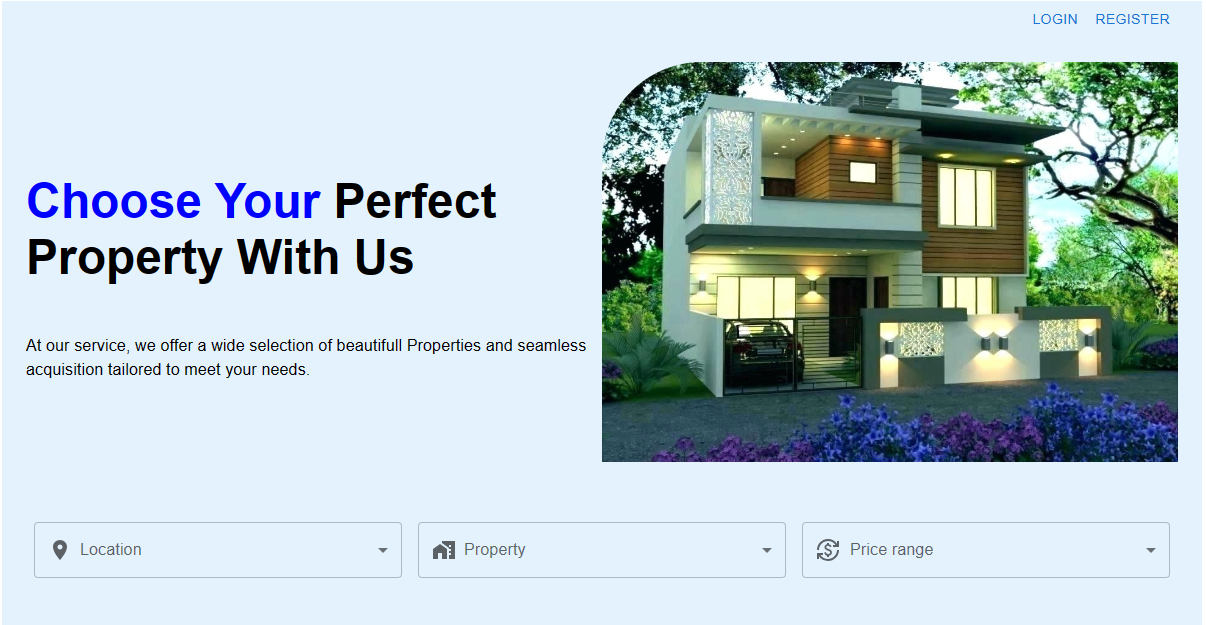 LOGIN REGISTER
Choose Your Perfect
Property With Us
At our service, we offer a wide selection of beautifull Properties and seamless
acquisition tailored to meet your needs.
Location
Property
Price range